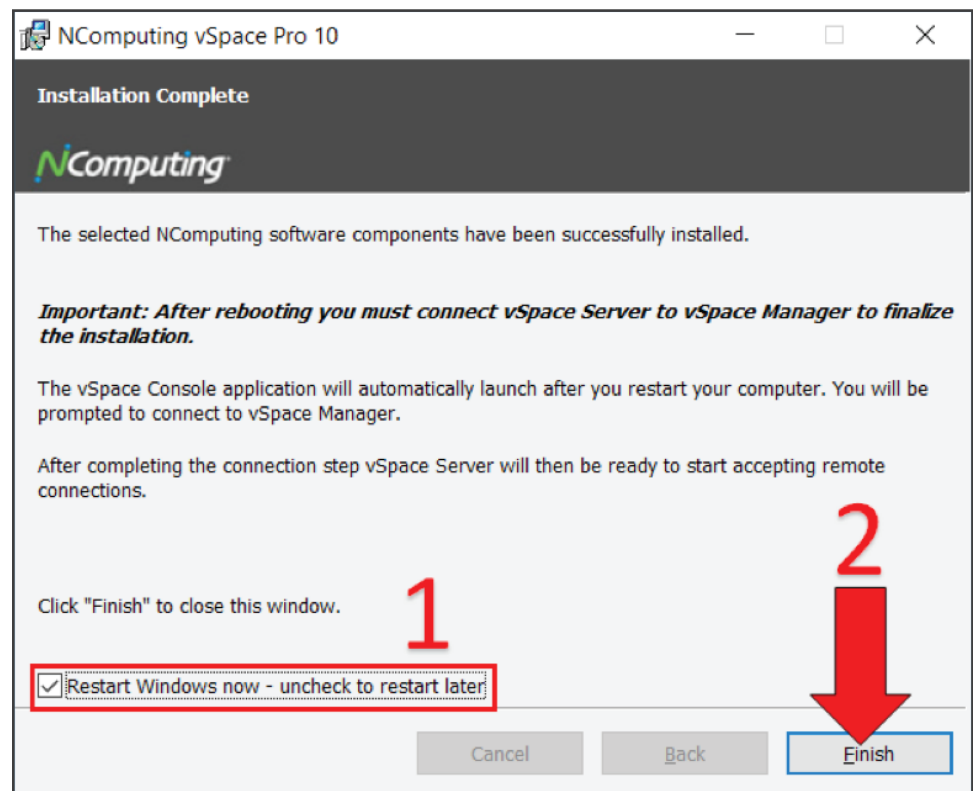 NComputing vSpace Pro 10
Installation Complete
NComputing
The selected NComputing software components have been successfully installed.
Important: After rebooting you must connect vSpace Server to vSpace Manager to finalize
the installation.
The vSpace Console application will automatically launch after you restart your computer. You will be
prompted to connect to vSpace Manager.
After completing the connection step vSpace Server will then be ready to start accepting remote
connections.
2
Click "Finish" to close this window.
1
Restart Windows now - uncheck to restart later
Cancel
Back
Finish